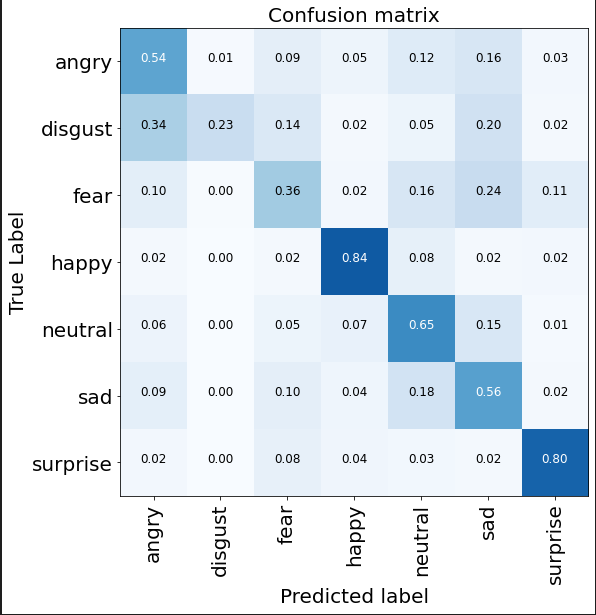 Confusion matrix
angry 0.54 0.01 0.09 0.05 0.12 0.16 0.03
disgust 0.34 0.23 0.14 0.02 0.05 0.20 0.02
fear 0.10 0.00 0.36 0.02 0.16 0.24 0.11
happy 0.02 0.00 0.02 0.84 0.08 0.02 0.02
neutral 0.06 0.00 0.05 0.07 0.65 0.15 0.01
sad 0.09 0.00 0.10 0.04 0.18 0.56 0.02
surprise 0.02 0.00 0.08 0.04 0.03 0.02 0.80
True Label
angry disgust fear happy neutral sad surprise
Predicted label